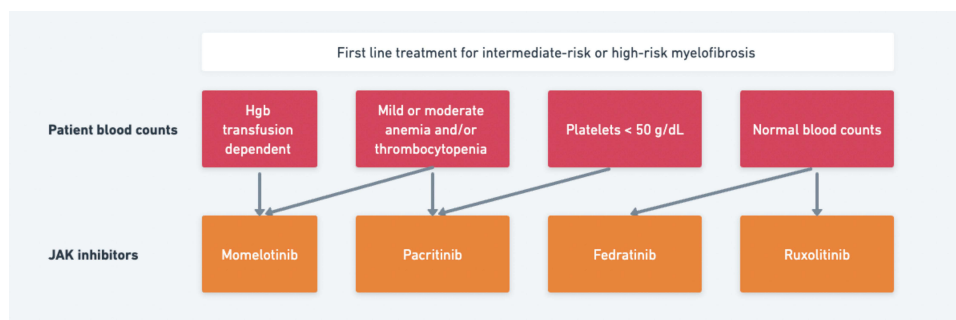 First line treatment for intermediate-risk or high-risk myelofibrosis
Patient blood counts
Hgb
transfusion
dependent
Mild or moderate
anemia and/or
thrombocytopenia
Platelets < 50 g/dL
Normal blood counts
JAK inhibitors
Momelotinib
Pacritinib
Fedratinib
Ruxolitinib